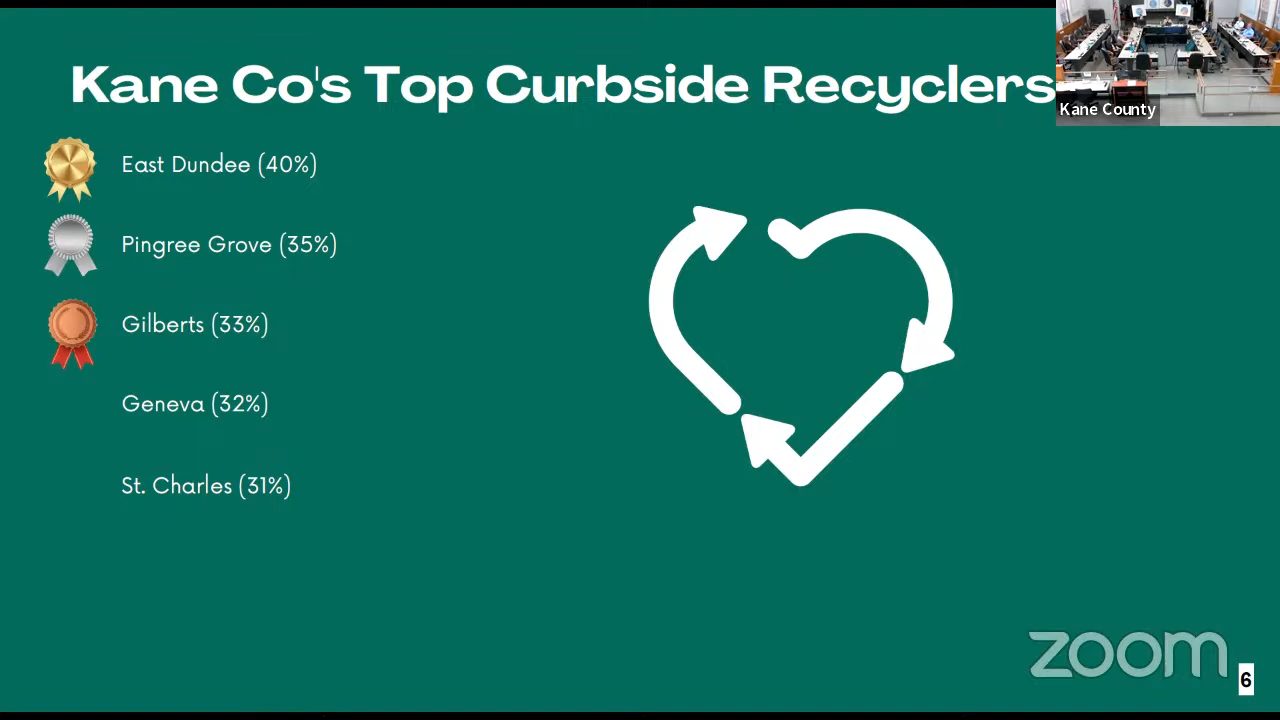 Kane Co's Top Curbside Recyclers
Kane County
East Dundee (40%)
Pingree Grove (35%)
Gilberts (33%)
Geneva (32%)
St. Charles (31%)
zoom
6